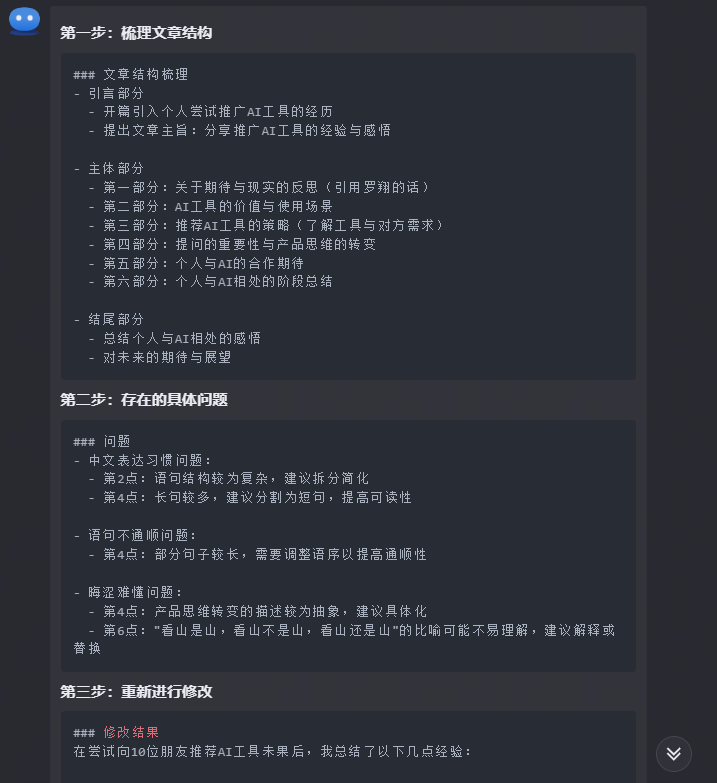 第一步：梳理文章结构
### 文章结构梳理
- 引言部分
  - 开篇引入个人尝试推广AI工具的经历
  - 提出文章主旨：分享推广AI工具的经验与感悟
- 主体部分
  - 第一部分：关于期待与现实的反思（引用罗翔的话）
  - 第二部分：AI工具的价值与使用场景
  - 第三部分：推荐AI工具的策略（了解工具与对方需求）
  - 第四部分：提问的重要性与产品思维的转变
  - 第五部分：个人与AI的合作期待
  - 第六部分：个人与AI相处的阶段总结
- 结尾部分
  - 总结个人与AI相处的感悟
  - 对未来的期待与展望
第二步：存在的具体问题
### 问题
- 中文表达习惯问题：
  - 第2点：语句结构较为复杂，建议拆分简化
  - 第4点：长句较多，建议分割为短句，提高可读性
- 语句不通顺问题：
  - 第4点：部分句子较长，需要调整语序以提高通顺性
- 晦涩难懂问题：
  - 第4点：产品思维转变的描述较为抽象，建议具体化
  - 第6点："看山是山，看山不是山，看山还是山"的比喻可能不易理解，建议解释或
替换
第三步：重新进行修改
### 修改结果
在尝试向10位朋友推荐AI工具未果后，我总结了以下几点经验：